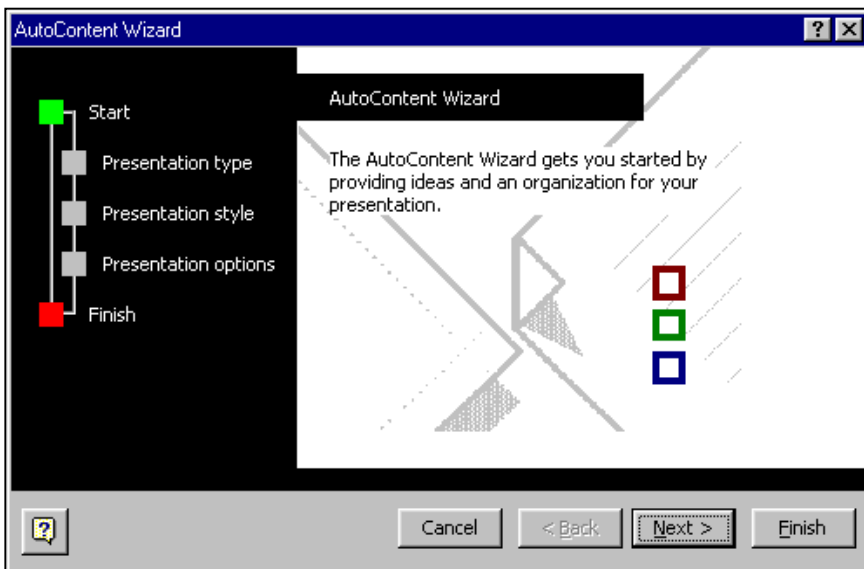 AutoContent Wizard
Start
Presentation type
Presentation style
Presentation options
Finish
AutoContent Wizard
The AutoContent Wizard gets you started by
providing ideas and an organization for your
presentation.
Cancel
< Back
Next >
Finish